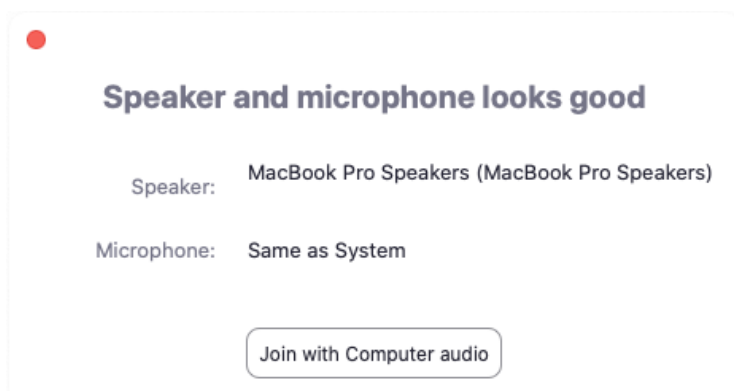 Speaker and microphone looks good
Speaker: MacBook Pro Speakers (MacBook Pro Speakers)
Microphone: Same as System
Join with Computer audio